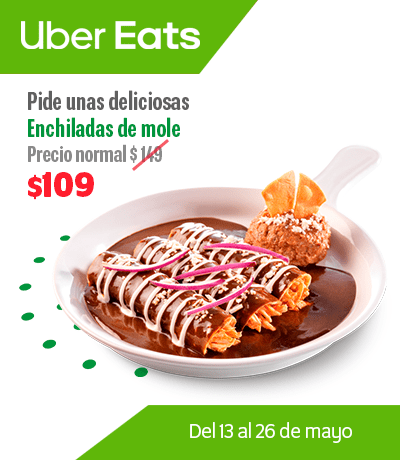 Uber Eats
Pide unas deliciosas
Enchiladas de mole
Precio normal $ 149
$109
Del 13 al 26 de mayo